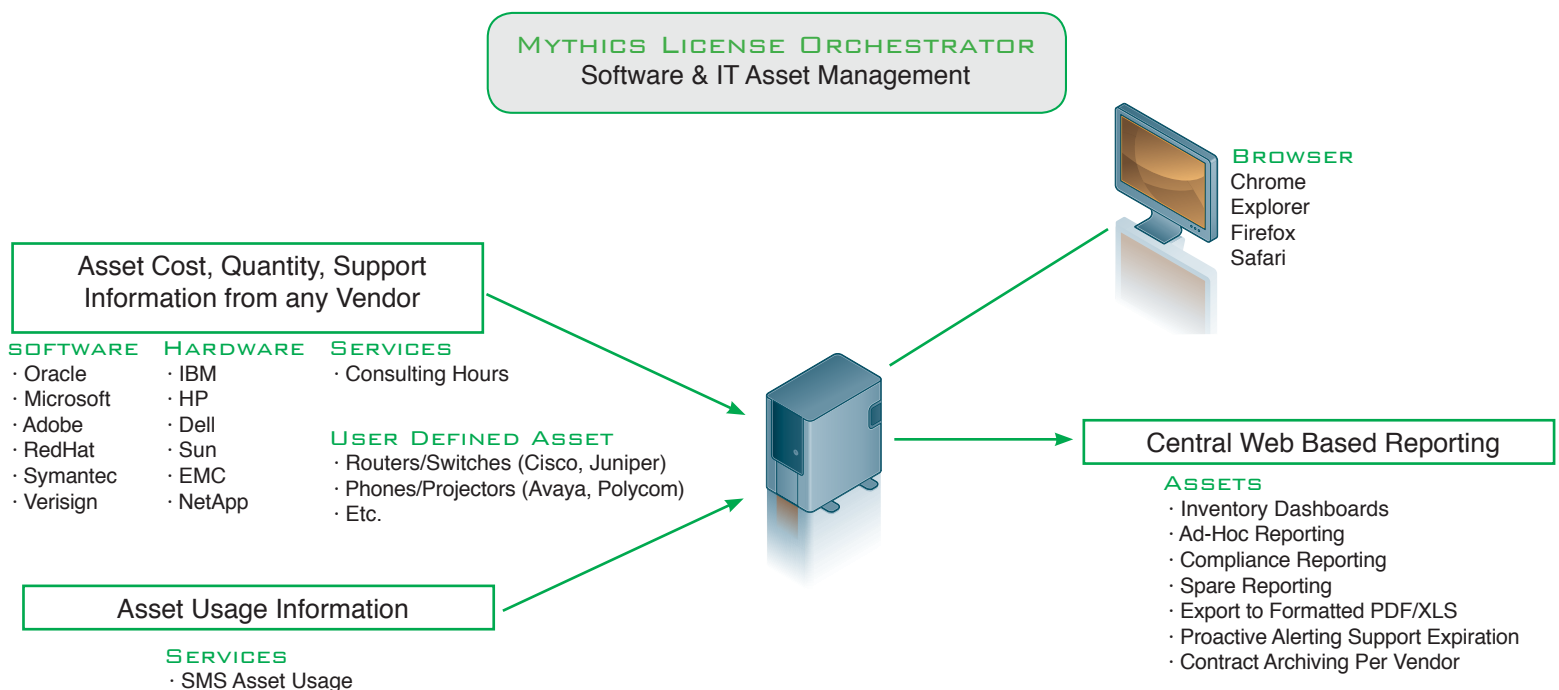 Mythics License Orchestrator
Software & IT Asset Management
Browser
Chrome
Explorer
Firefox
Safari
Asset Cost, Quantity, Support
Information from any Vendor
software
· Oracle
· Microsoft
· Adobe
· RedHat
· Symantec
· Verisign
Hardware
· IBM
· HP
· Dell
· Sun
· EMC
· NetApp
Services
· Consulting Hours
User Defined Asset
· Routers/Switches (Cisco, Juniper)
· Phones/Projectors (Avaya, Polycom)
· Etc.
Asset Usage Information
Services
· SMS Asset Usage
Central Web Based Reporting
Assets
· Inventory Dashboards
· Ad-Hoc Reporting
· Compliance Reporting
· Spare Reporting
· Export to Formatted PDF/XLS
· Proactive Alerting Support Expiration
· Contract Archiving Per Vendor